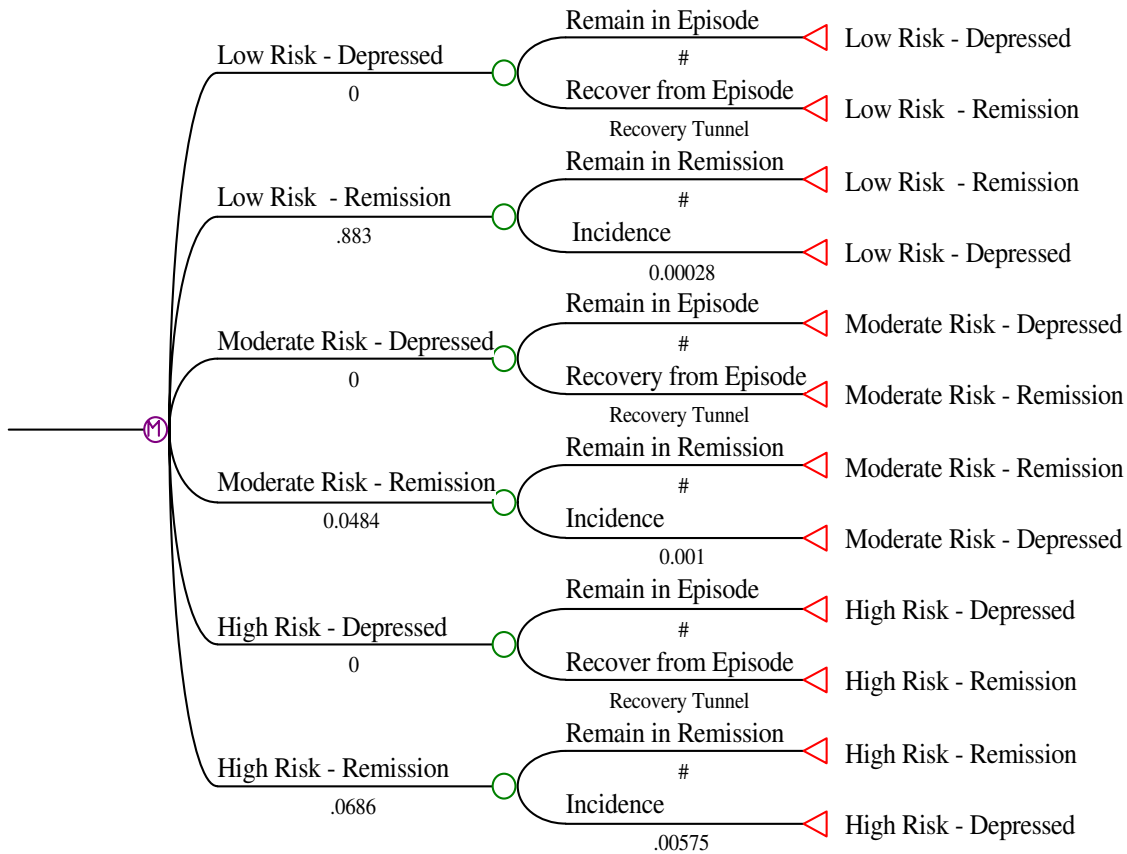 Remain in Episode
Low Risk - Depressed
#
Low Risk - Depressed
0
Recover from Episode
Low Risk - Remission
Recovery Tunnel
Remain in Remission
Low Risk - Remission
#
Low Risk - Remission
.883
Incidence
Low Risk - Depressed
0.00028
Remain in Episode
Moderate Risk - Depressed
#
Moderate Risk - Depressed
0
Recovery from Episode
Moderate Risk - Remission
Recovery Tunnel
M
Remain in Remission
Moderate Risk - Remission
#
Moderate Risk - Remission
0.0484
Incidence
Moderate Risk - Depressed
0.001
Remain in Episode
High Risk - Depressed
#
High Risk - Depressed
0
Recover from Episode
High Risk - Remission
Recovery Tunnel
Remain in Remission
High Risk - Remission
#
High Risk - Remission
.0686
Incidence
High Risk - Depressed
.00575